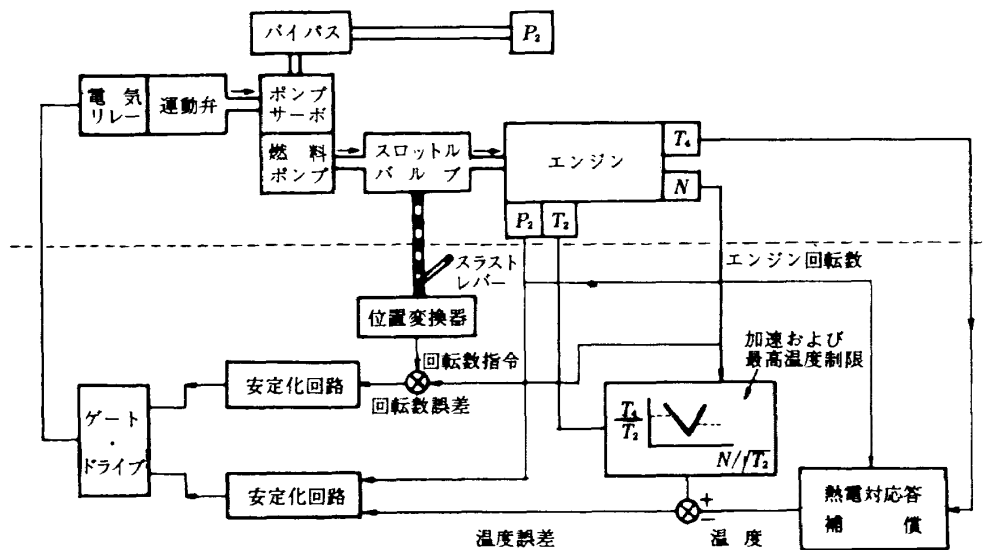 バイパス
P₂
電気
リレー
運動弁
ポンプ
サーボ
燃料
ポンプ
スロットル
バルブ
エンジン
T₄
N
P₂
T₂
スラスト
レバー
エンジン回転数
位置変換器
回転数指令
加速および
最高温度制限
安定化回路
回転数誤差
ゲート
・
ドライブ
T₄/T₂
N/√T₂
安定化回路
+
−
熱電対応答
補償
温度誤差
温度